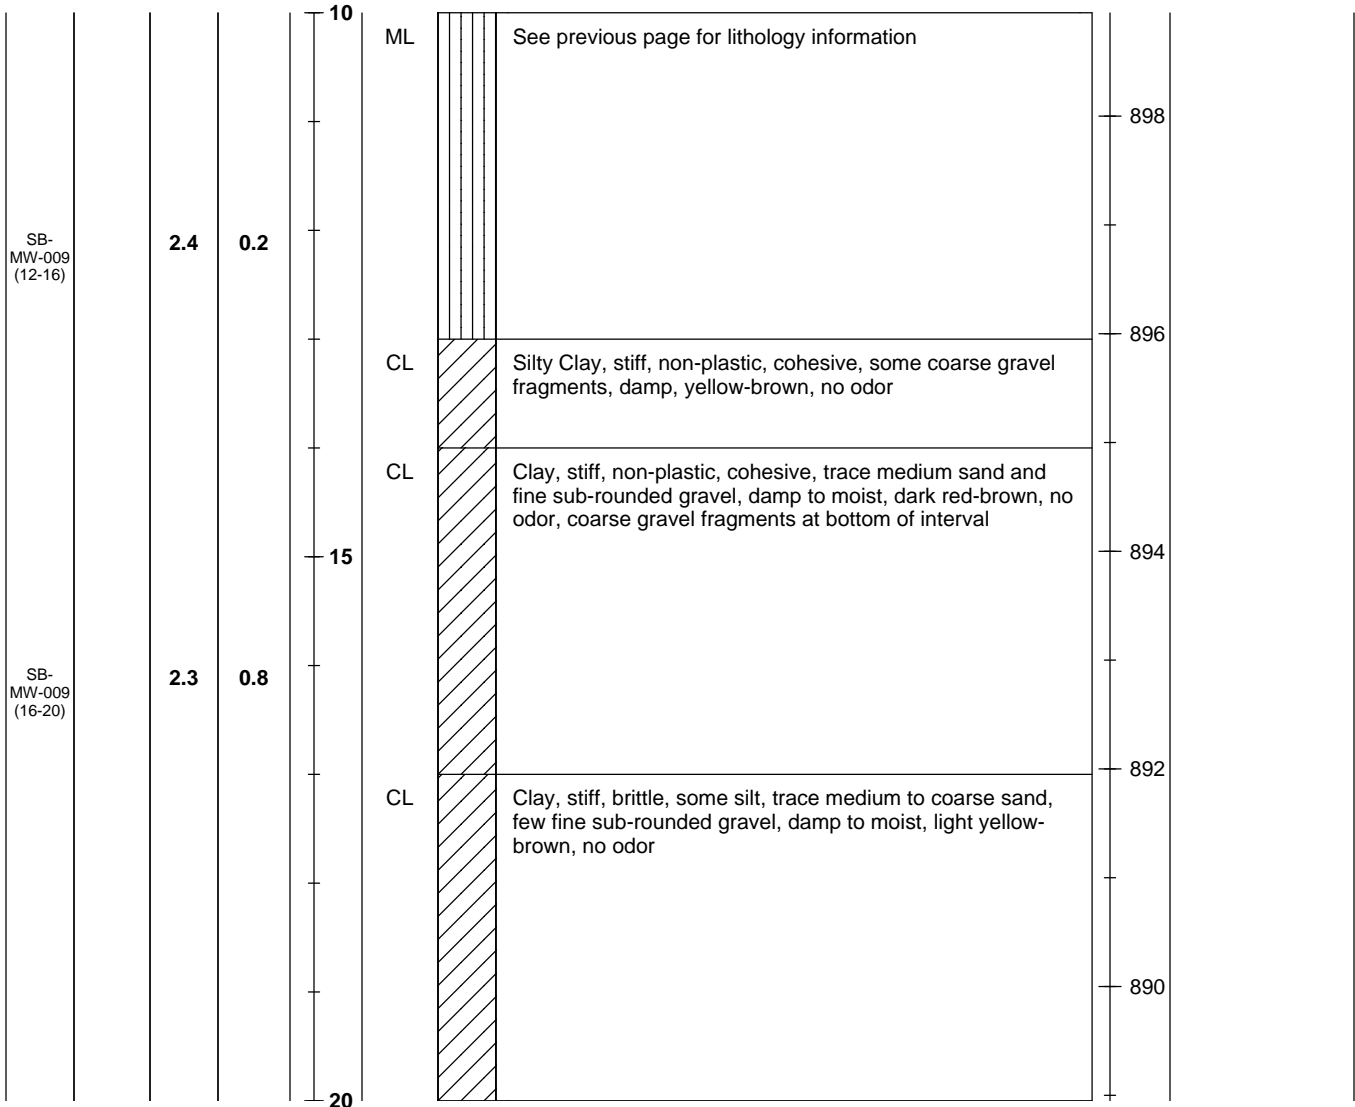 10
ML
See previous page for lithology information
898
SB-
MW-009
(12-16)
2.4
0.2
896
CL
Silty Clay, stiff, non-plastic, cohesive, some coarse gravel
fragments, damp, yellow-brown, no odor
CL
Clay, stiff, non-plastic, cohesive, trace medium sand and
fine sub-rounded gravel, damp to moist, dark red-brown, no
odor, coarse gravel fragments at bottom of interval
15
894
SB-
MW-009
(16-20)
2.3
0.8
892
CL
Clay, stiff, brittle, some silt, trace medium to coarse sand,
few fine sub-rounded gravel, damp to moist, light yellow-
brown, no odor
890
20